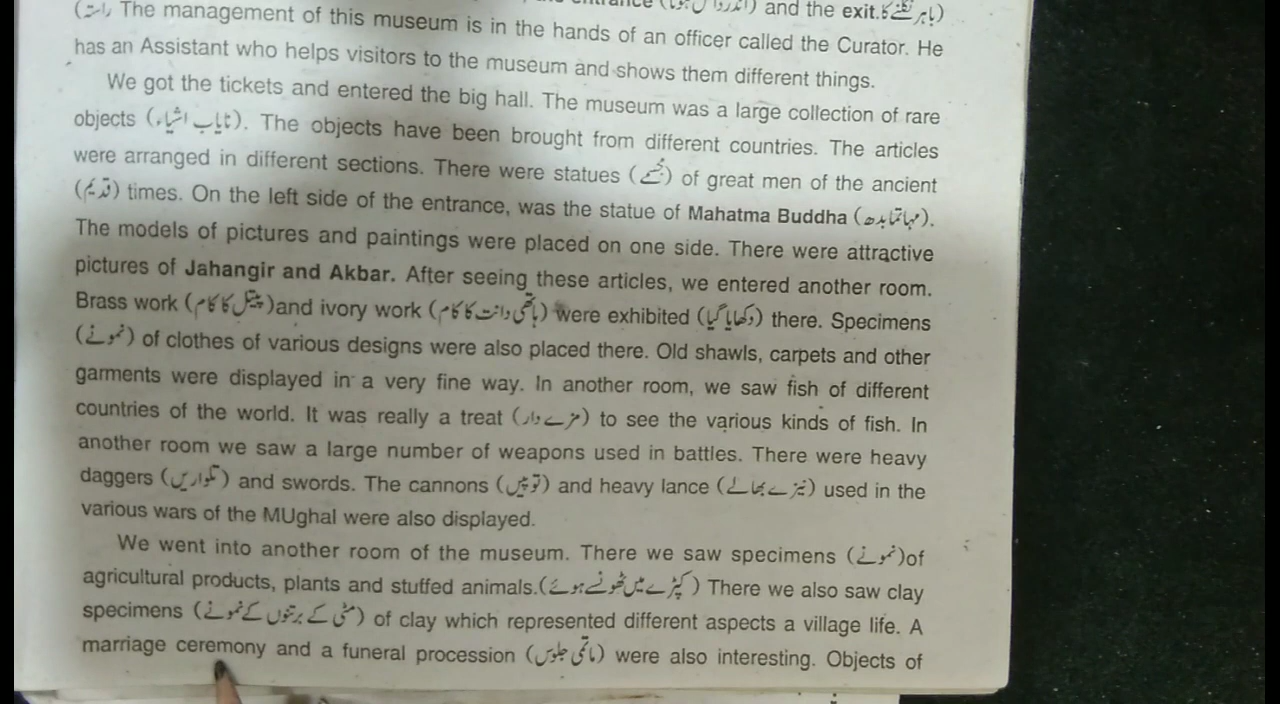 (راستہ) The management of this museum is in the hands of an officer called the Curator. He and the exit.(باہر نکلنے کا
has an Assistant who helps visitors to the museum and shows them different things.
We got the tickets and entered the big hall. The museum was a large collection of rare
objects (نایاب اشیاء). The objects have been brought from different countries. The articles
were arranged in different sections. There were statues (مجسّمے) of great men of the ancient
(قدیم) times. On the left side of the entrance, was the statue of Mahatma Buddha (مہاتما بدھ).
The models of pictures and paintings were placed on one side. There were attractive
pictures of Jahangir and Akbar. After seeing these articles, we entered another room.
Brass work (پیتل کا کام)and ivory work (ہاتھی دانت کا کام) were exhibited (دکھایا گیا) there. Specimens
(نمونے) of clothes of various designs were also placed there. Old shawls, carpets and other
garments were displayed in a very fine way. In another room, we saw fish of different
countries of the world. It was really a treat (مزے دار) to see the various kinds of fish. In
another room we saw a large number of weapons used in battles. There were heavy
daggers (تلواریں) and swords. The cannons (توپیں) and heavy lance (نیزے بھالے) used in the
various wars of the MUghal were also displayed.
We went into another room of the museum. There we saw specimens (نمونے)of
agricultural products, plants and stuffed animals.(کپڑے میں ٹھونسے ہوئے) There we also saw clay
specimens (مٹی کے برتنوں کے نمونے) of clay which represented different aspects a village life. A
marriage ceremony and a funeral procession (ماتمی جلوس) were also interesting. Objects of